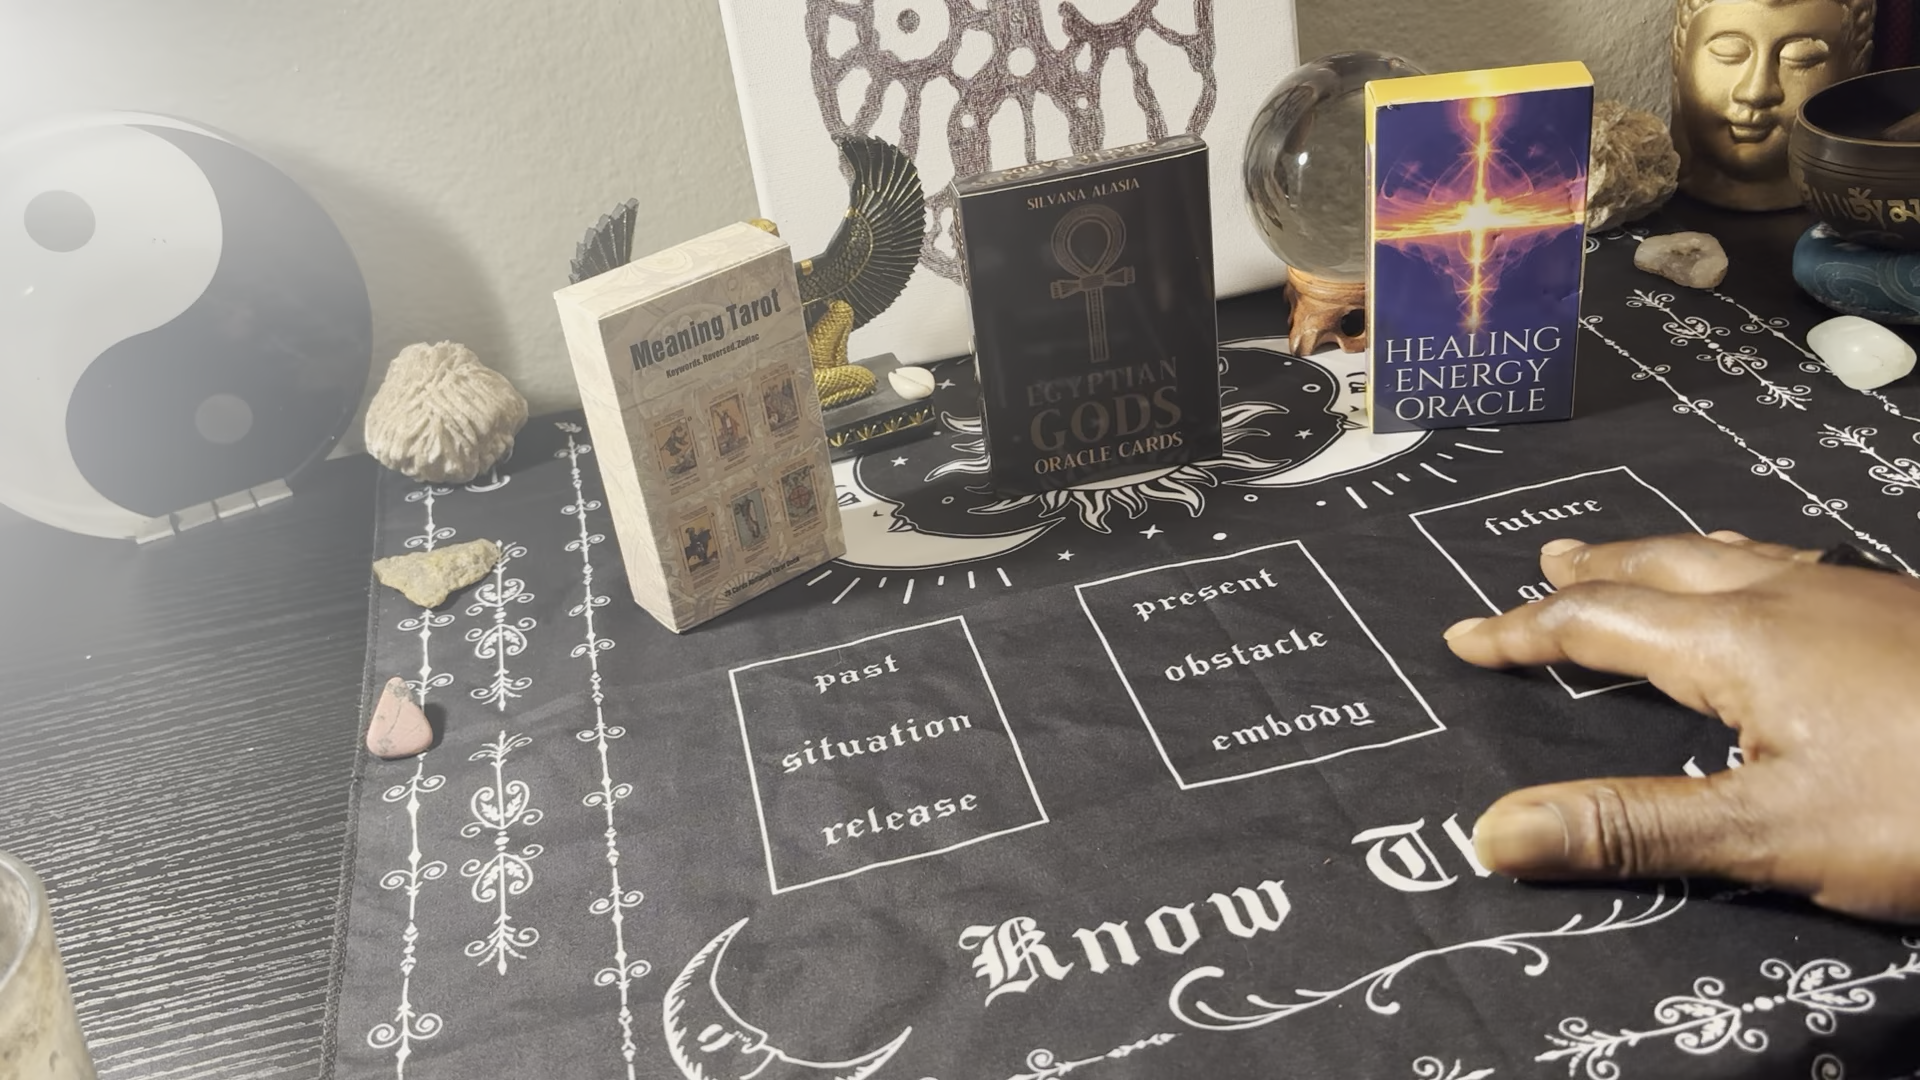 Meaning Tarot
Keywords, Reversed, Zodiac
SILVANA ALASIA
EGYPTIAN
GODS
ORACLE CARDS
HEALING
ENERGY
ORACLE
past
situation
release
present
obstacle
embody
future
Know